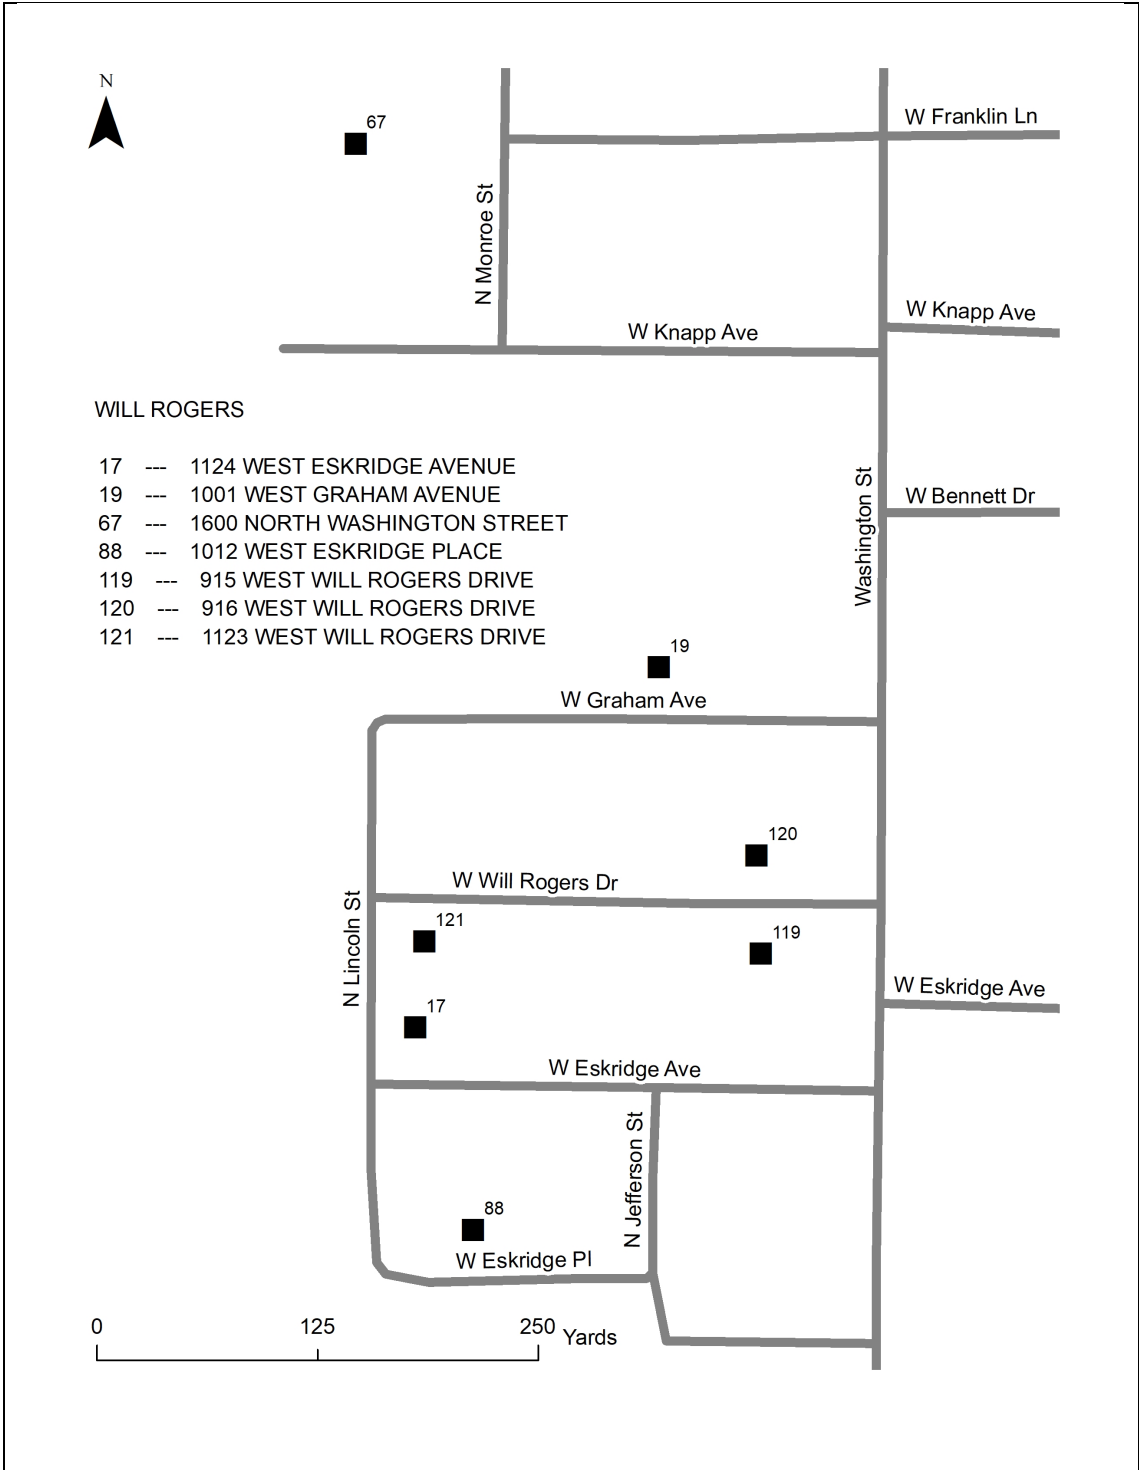 N
67
W Franklin Ln
N Monroe St
W Knapp Ave
W Knapp Ave
WILL ROGERS
17 --- 1124 WEST ESKRIDGE AVENUE
19 --- 1001 WEST GRAHAM AVENUE
67 --- 1600 NORTH WASHINGTON STREET
88 --- 1012 WEST ESKRIDGE PLACE
119 --- 915 WEST WILL ROGERS DRIVE
120 --- 916 WEST WILL ROGERS DRIVE
121 --- 1123 WEST WILL ROGERS DRIVE
Washington St
W Bennett Dr
19
W Graham Ave
120
W Will Rogers Dr
N Lincoln St
121
119
17
W Eskridge Ave
W Eskridge Ave
N Jefferson St
88
W Eskridge Pl
0 125 250 Yards